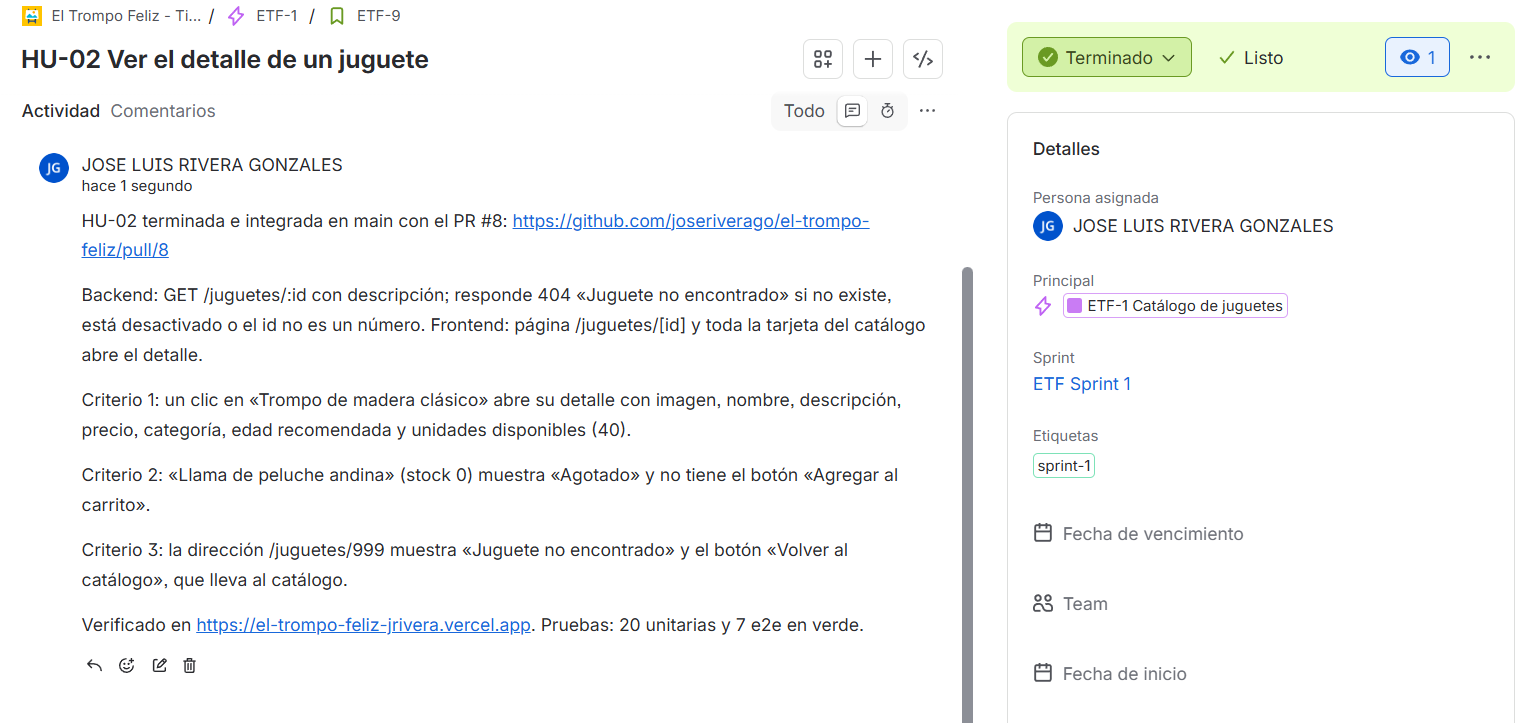 El Trompo Feliz - Ti... / ETF-1 / ETF-9
HU-02 Ver el detalle de un juguete
Actividad Comentarios
Todo
JG
JOSE LUIS RIVERA GONZALES
hace 1 segundo
HU-02 terminada e integrada en main con el PR #8: https://github.com/joseriverago/el-trompo-
feliz/pull/8
Backend: GET /juguetes/:id con descripción; responde 404 «Juguete no encontrado» si no existe,
está desactivado o el id no es un número. Frontend: página /juguetes/[id] y toda la tarjeta del catálogo
abre el detalle.
Criterio 1: un clic en «Trompo de madera clásico» abre su detalle con imagen, nombre, descripción,
precio, categoría, edad recomendada y unidades disponibles (40).
Criterio 2: «Llama de peluche andina» (stock 0) muestra «Agotado» y no tiene el botón «Agregar al
carrito».
Criterio 3: la dirección /juguetes/999 muestra «Juguete no encontrado» y el botón «Volver al
catálogo», que lleva al catálogo.
Verificado en https://el-trompo-feliz-jrivera.vercel.app. Pruebas: 20 unitarias y 7 e2e en verde.
Terminado
Listo
1
Detalles
Persona asignada
JG JOSE LUIS RIVERA GONZALES
Principal
ETF-1 Catálogo de juguetes
Sprint
ETF Sprint 1
Etiquetas
sprint-1
Fecha de vencimiento
Team
Fecha de inicio